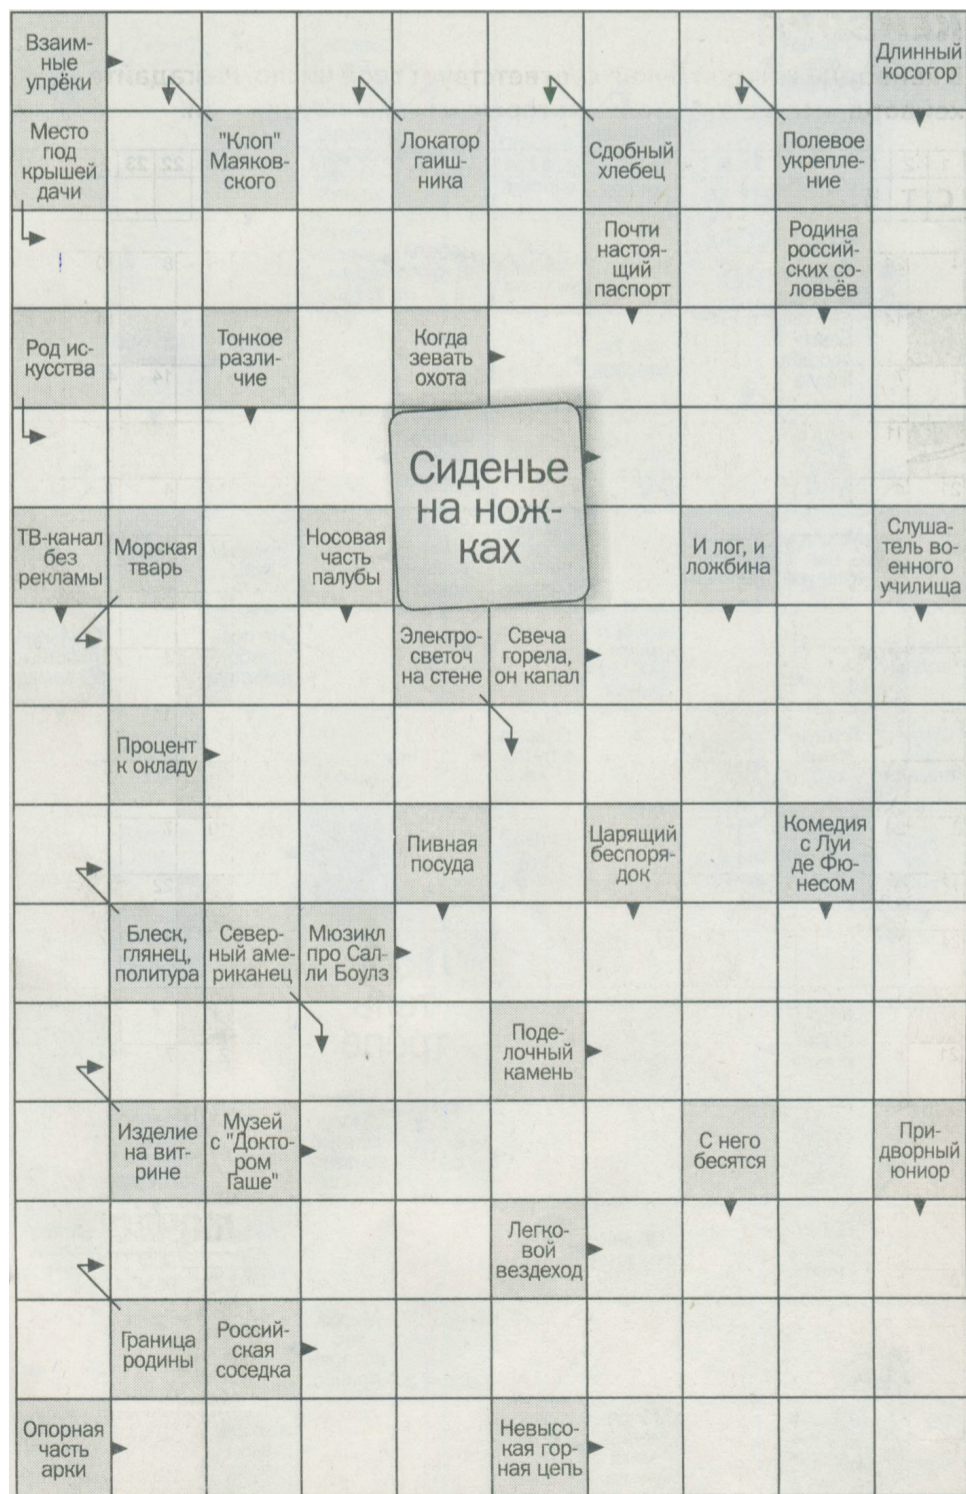 Взаим-
ные
упрёки
Длинный
косогор
Место
под
крышей
дачи
"Клоп"
Маяков-
ского
Локатор
гаиш-
ника
Сдобный
хлебец
Полевое
укрепле-
ние
Почти
настоя-
щий
паспорт
Родина
россий-
ских со-
ловьёв
Род ис-
кусства
Тонкое
разли-
чие
Когда
зевать
охота
Сиденье
на нож-
ках
ТВ-канал
без
рекламы
Морская
тварь
Носовая
часть
палубы
И лог, и
ложбина
Слуша-
тель во-
енного
училища
Электро-
светоч
на стене
Свеча
горела,
он капал
Процент
к окладу
Пивная
посуда
Царящий
беспоря-
док
Комедия
с Луи
де Фю-
несом
Блеск,
глянец,
политура
Север-
ный аме-
риканец
Мюзикл
про Сал-
ли Боулз
Поде-
лочный
камень
Изделие
на вит-
рине
Музей
с "Докто-
ром
Гаше"
С него
бесятся
При-
дворный
юниор
Легко-
вой
вездеход
Граница
родины
Россий-
ская
соседка
Опорная
часть
арки
Невысо-
кая гор-
ная цепь